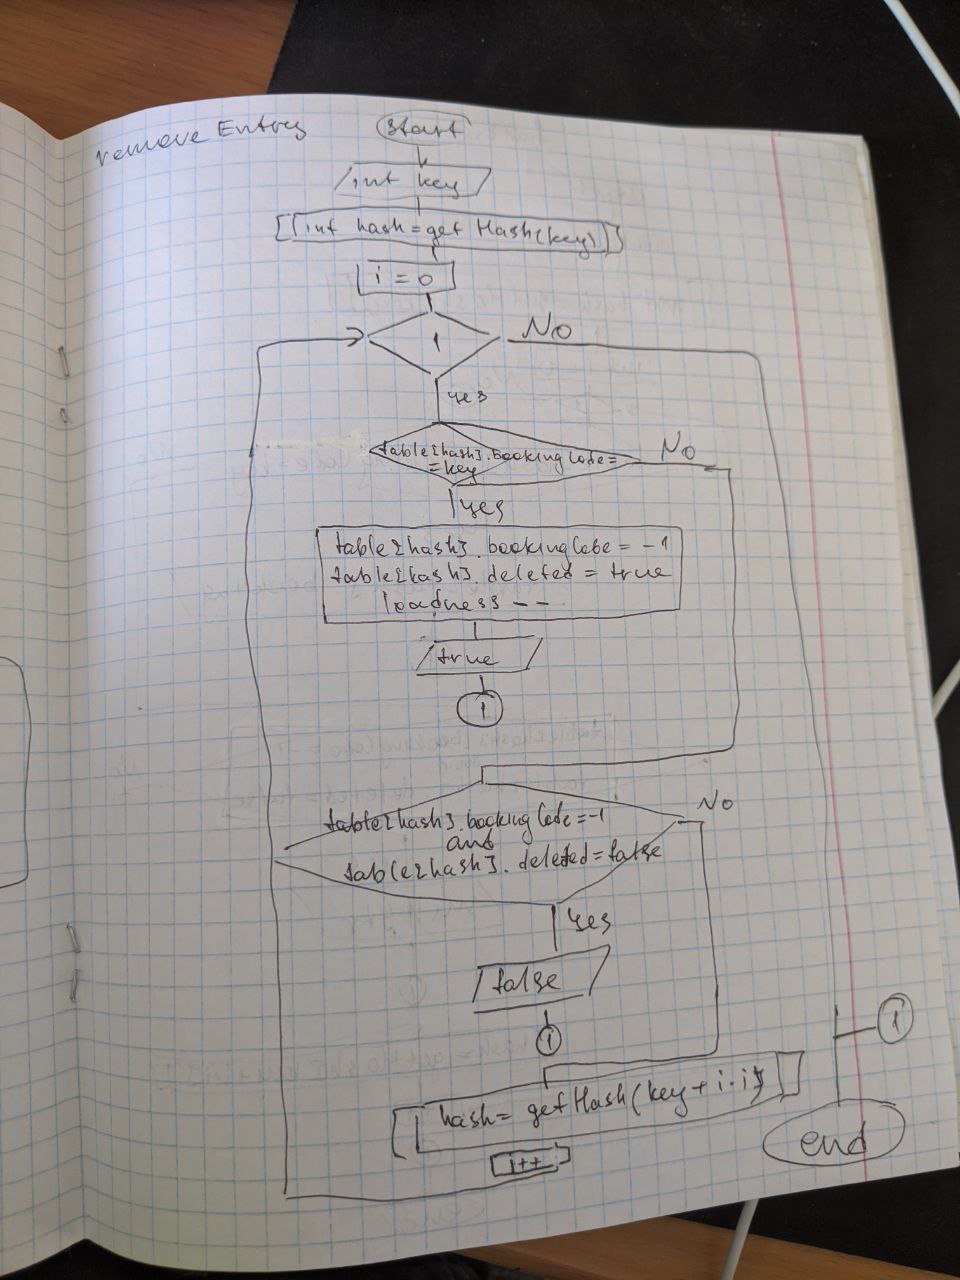 remove Entry
start
int key
int hash = getHash(key)
i = 0
1
No
yes
table[hash].bookingCode=
=key
No
yes
table[hash].bookingCode = -1
table[hash].deleted = true
loadness --
true
1
table[hash].bookingCode=-1
and
table[hash].deleted=false
No
yes
false
1
1
hash= getHash(key+i·i)
i++
end